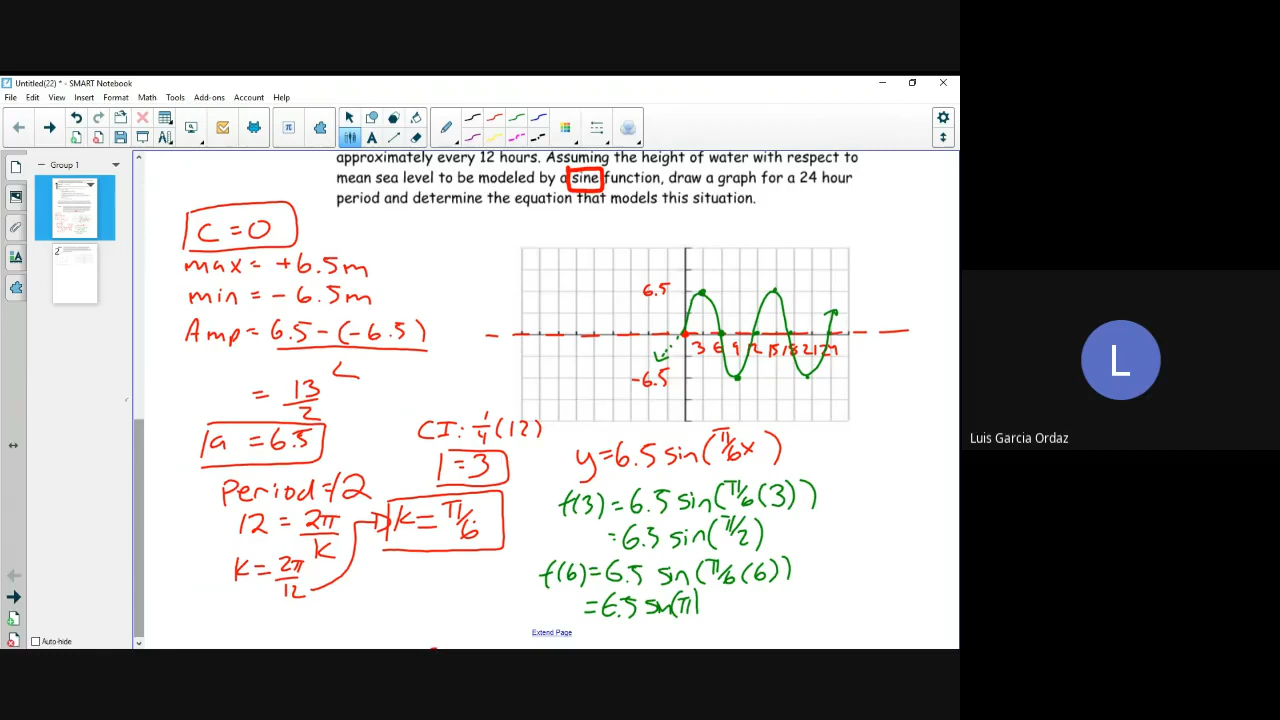 Untitled(22) * - SMART Notebook
File Edit View Insert Format Math Tools Add-ons Account Help
Group 1
approximately every 12 hours. Assuming the height of water with respect to
mean sea level to be modeled by a sine function, draw a graph for a 24 hour
period and determine the equation that models this situation.
c = 0
max = +6.5m
min = - 6.5m
Amp = 6.5 - (-6.5)
2
= 13/2
a = 6.5
Period = 12
12 = 2π/K
K = 2π/12
K = π/6
CI: 1/4 (12)
1 = 3
6.5
-6.5
3 6 9 12 15 18 21 24
y = 6.5 sin(π/6 x)
f(3) = 6.5 sin(π/6 (3))
= 6.5 sin(π/2)
f(6) = 6.5 sin(π/6 (6))
= 6.5 sin(π)
Extend Page
Auto-hide
L
Luis Garcia Ordaz